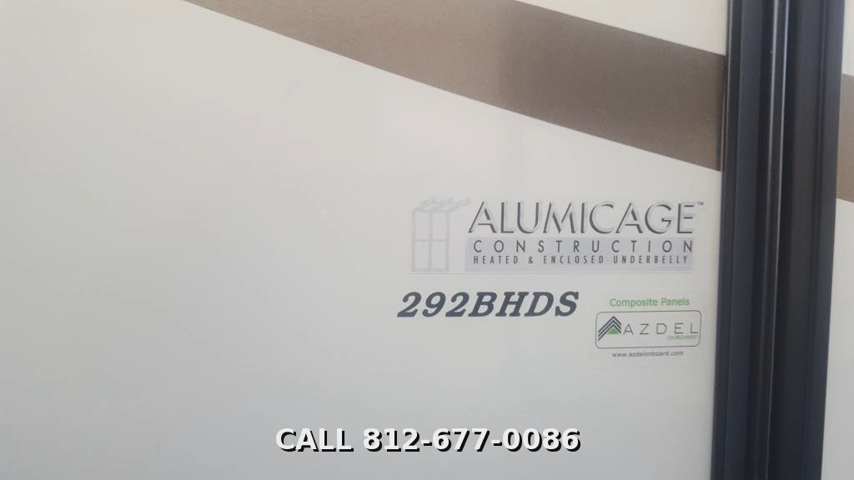 ALUMICAGE™
CONSTRUCTION
HEATED & ENCLOSED UNDERBELLY
292BHDS
Composite Panels
AZDEL
www.azdelonboard.com
CALL 812-677-0086